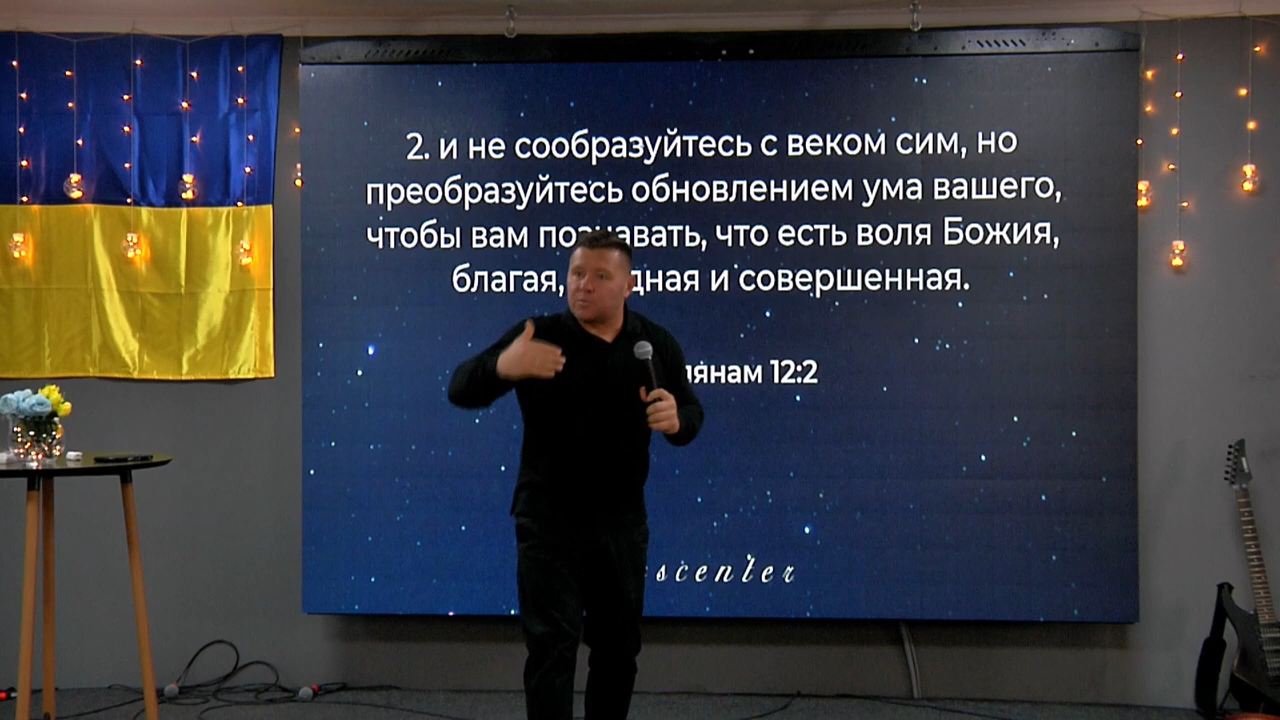 2. и не сообразуйтесь с веком сим, но
преобразуйтесь обновлением ума вашего,
чтобы вам познавать, что есть воля Божия,
благая, и совершенная.
12:2